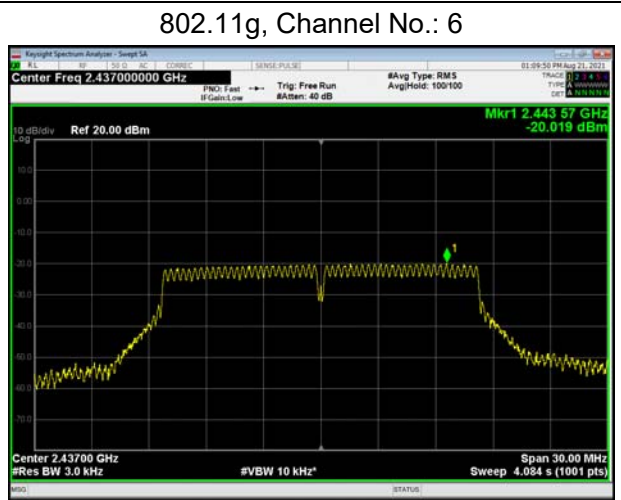 802.11g, Channel No.: 6
Keysight Spectrum Analyzer - Swept SA
RL RF 50 Ω AC CORREC SENSE:PULSE 01:09:50 PM Aug 21, 2021
Center Freq 2.437000000 GHz #Avg Type: RMS TRACE 1 2 3 4 5 6
PNO: Fast Trig: Free Run Avg|Hold: 100/100 TYPE A WWWWW
IFGain:Low #Atten: 40 dB DET A N N N N N
Mkr1 2.443 57 GHz
10 dB/div Ref 20.00 dBm -20.019 dBm
Log
10.0
0.00
-10.0
-20.0
1
-30.0
-40.0
-50.0
-60.0
-70.0
Center 2.43700 GHz Span 30.00 MHz
#Res BW 3.0 kHz #VBW 10 kHz* Sweep 4.084 s (1001 pts)
MSG STATUS